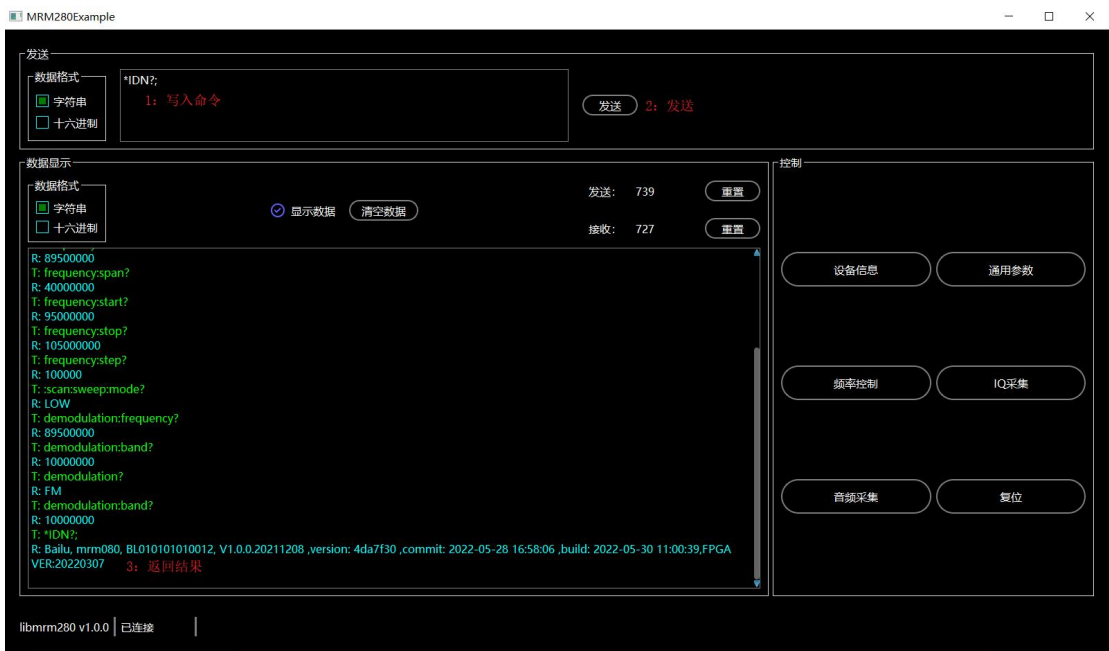 MRM280Example
发送
数据格式
字符串
十六进制
*IDN?;
1：写入命令
发送
2：发送
数据显示
数据格式
字符串
十六进制
显示数据
清空数据
发送： 739
重置
接收： 727
重置
R: 89500000
T: frequency:span?
R: 40000000
T: frequency:start?
R: 95000000
T: frequency:stop?
R: 105000000
T: frequency:step?
R: 100000
T: :scan:sweep:mode?
R: LOW
T: demodulation:frequency?
R: 89500000
T: demodulation:band?
R: 10000000
T: demodulation?
R: FM
T: demodulation:band?
R: 10000000
T: *IDN?;
R: Bailu, mrm080, BL010101010012, V1.0.0.20211208 ,version: 4da7f30 ,commit: 2022-05-28 16:58:06 ,build: 2022-05-30 11:00:39,FPGA
VER:20220307
3：返回结果
控制
设备信息
通用参数
频率控制
IQ采集
音频采集
复位
libmrm280 v1.0.0
已连接